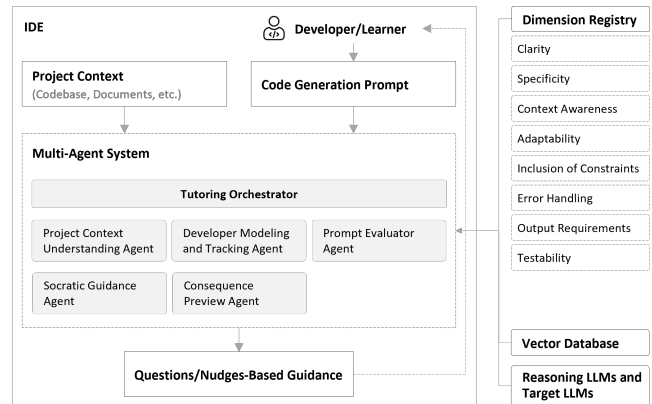 IDE
Developer/Learner
Project Context
(Codebase, Documents, etc.)
Code Generation Prompt
Multi-Agent System
Tutoring Orchestrator
Project Context
Understanding Agent
Developer Modeling
and Tracking Agent
Prompt Evaluator
Agent
Socratic Guidance
Agent
Consequence
Preview Agent
Questions/Nudges-Based Guidance
Dimension Registry
Clarity
Specificity
Context Awareness
Adaptability
Inclusion of Constraints
Error Handling
Output Requirements
Testability
Vector Database
Reasoning LLMs and
Target LLMs